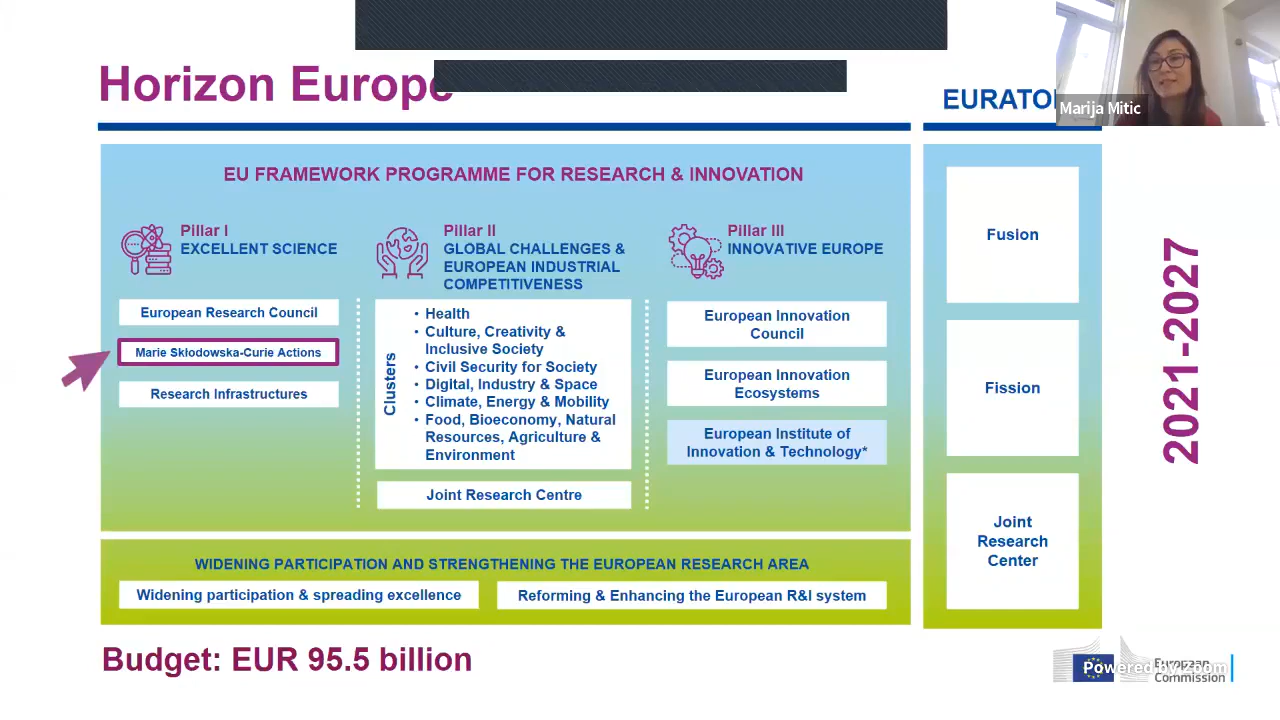 Horizon Europe
EURATO
Marija Mitic
EU FRAMEWORK PROGRAMME FOR RESEARCH & INNOVATION
Pillar I
EXCELLENT SCIENCE
European Research Council
Marie Skłodowska-Curie Actions
Research Infrastructures
Pillar II
GLOBAL CHALLENGES &
EUROPEAN INDUSTRIAL
COMPETITIVENESS
Clusters
• Health
• Culture, Creativity &
Inclusive Society
• Civil Security for Society
• Digital, Industry & Space
• Climate, Energy & Mobility
• Food, Bioeconomy, Natural
Resources, Agriculture &
Environment
Joint Research Centre
Pillar III
INNOVATIVE EUROPE
European Innovation
Council
European Innovation
Ecosystems
European Institute of
Innovation & Technology*
Fusion
Fission
Joint
Research
Center
2021-2027
WIDENING PARTICIPATION AND STRENGTHENING THE EUROPEAN RESEARCH AREA
Widening participation & spreading excellence
Reforming & Enhancing the European R&I system
Budget: EUR 95.5 billion
European
Commission
Powered by Zoom